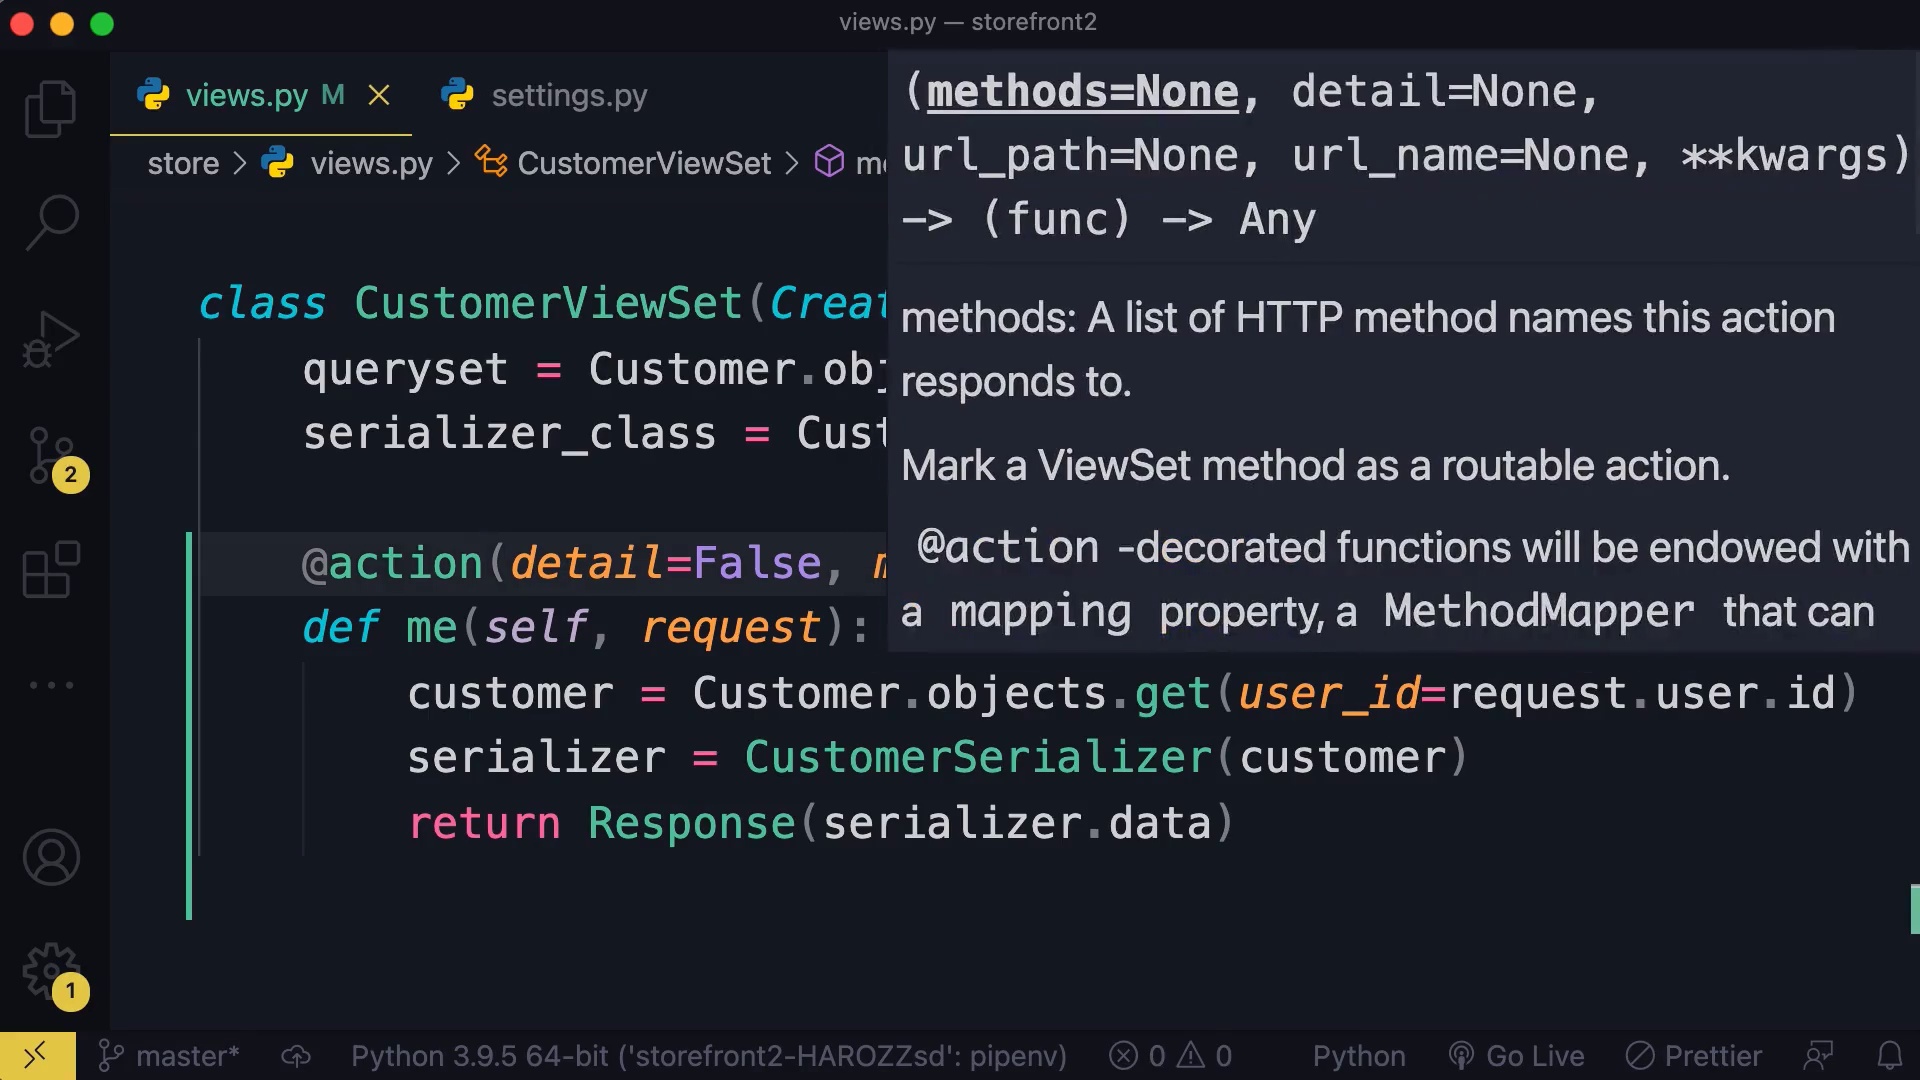 views.py — storefront2
views.py M
settings.py
store > views.py > CustomerViewSet >
(methods=None, detail=None,
url_path=None, url_name=None, **kwargs)
—> (func) —> Any
methods: A list of HTTP method names this action
responds to.
Mark a ViewSet method as a routable action.
@action -decorated functions will be endowed with
a mapping property, a MethodMapper that can
class CustomerViewSet(Creat
queryset = Customer.obj
serializer_class = Cust
@action(detail=False, m
def me(self, request):
customer = Customer.objects.get(user_id=request.user.id)
serializer = CustomerSerializer(customer)
return Response(serializer.data)
2
1
master* Python 3.9.5 64-bit ('storefront2-HAROZZsd': pipenv) 0 0 Python Go Live Prettier